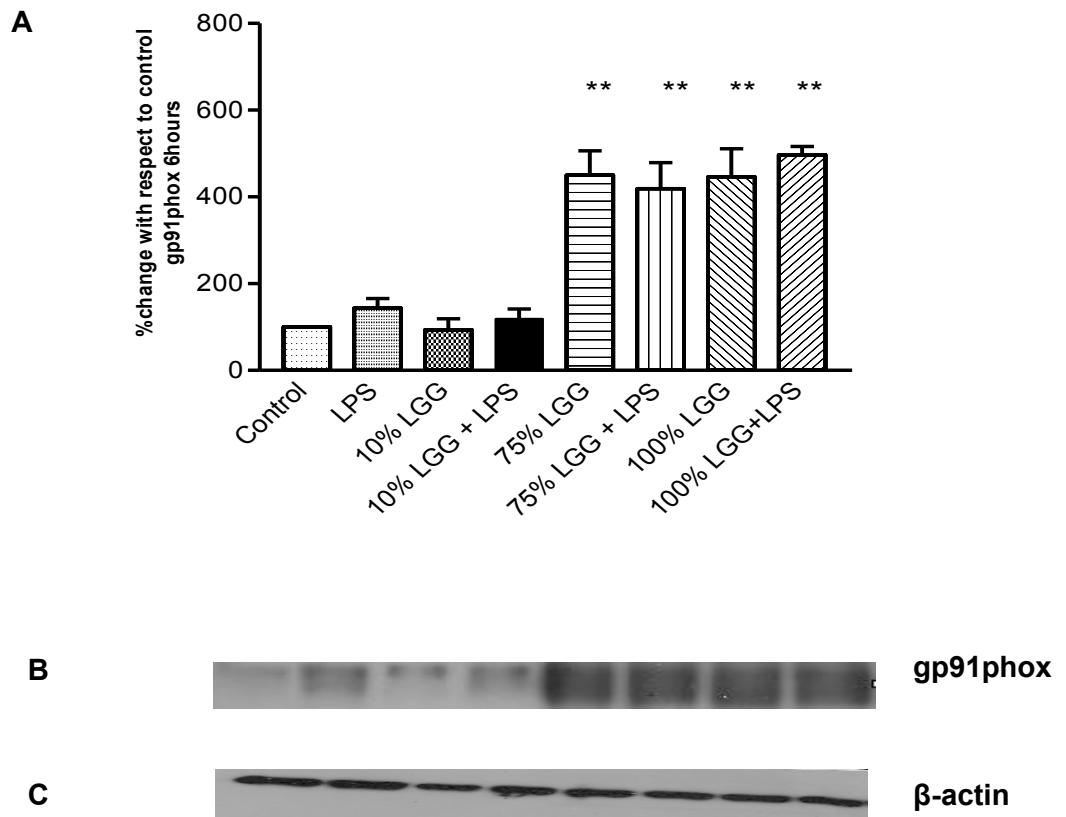 A
%change with respect to control
gp91phox 6hours
800
600
400
200
0
** ** ** **
Control
LPS
10% LGG
10% LGG + LPS
75% LGG
75% LGG + LPS
100% LGG
100% LGG+LPS
B
gp91phox
C
β-actin